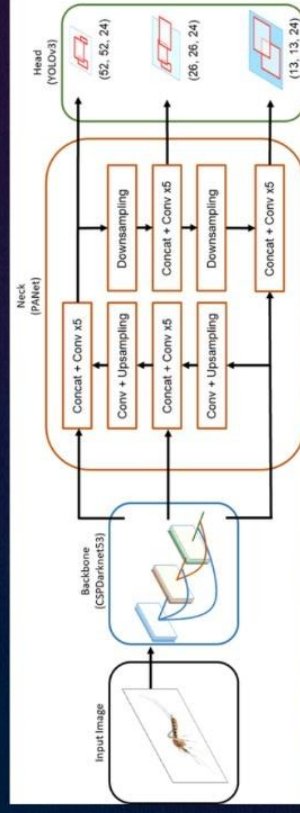 Input Image
Backbone
(CSPDarknet53)
Neck
(PANet)
Concat + Conv x5
Conv + Upsampling
Concat + Conv x5
Conv + Upsampling
Downsampling
Concat + Conv x5
Downsampling
Concat + Conv x5
Head
(YOLOv3)
(52, 52, 24)
(26, 26, 24)
(13, 13, 24)